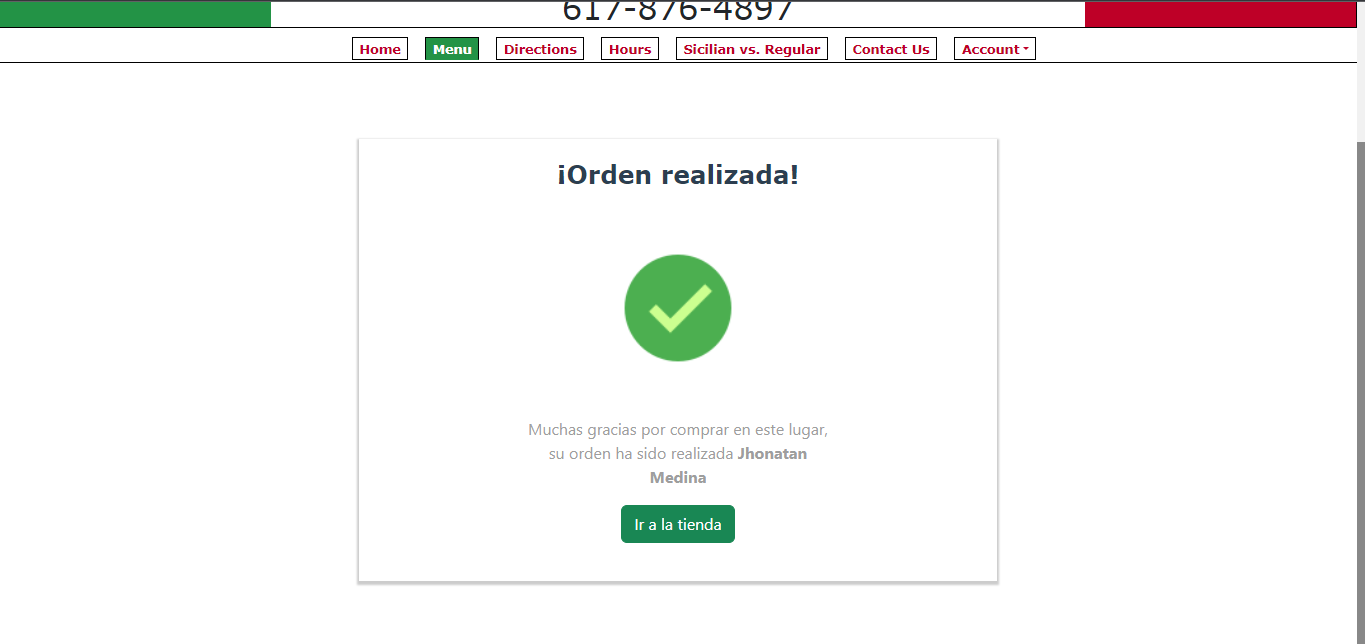 617-876-4897
Home Menu Directions Hours Sicilian vs. Regular Contact Us Account
¡Orden realizada!
Muchas gracias por comprar en este lugar,
su orden ha sido realizada Jhonatan
Medina
Ir a la tienda